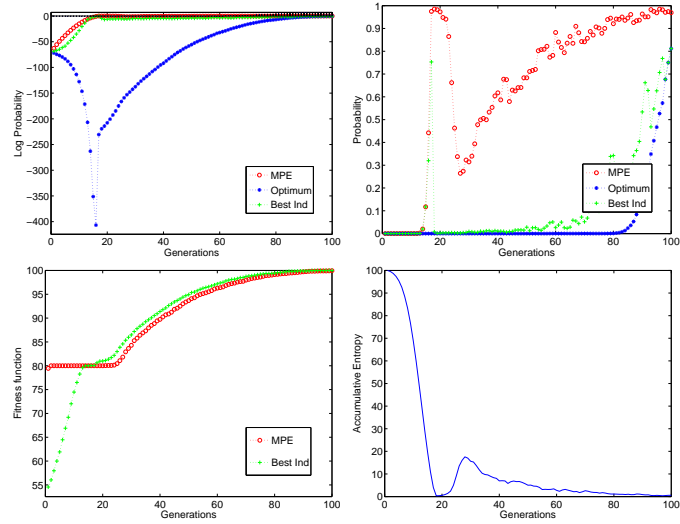 0
−50
−100
−150
−200
−250
−300
−350
−400
Log Probability
0 20 40 60 80 100
Generations
MPE
Optimum
Best Ind
1
0.9
0.8
0.7
0.6
0.5
0.4
0.3
0.2
0.1
0
Probability
0 20 40 60 80 100
Generations
MPE
Optimum
Best Ind
100
95
90
85
80
75
70
65
60
55
Fitness function
0 20 40 60 80 100
Generations
MPE
Best Ind
100
90
80
70
60
50
40
30
20
10
0
Accumulative Entropy
0 20 40 60 80 100
Generations